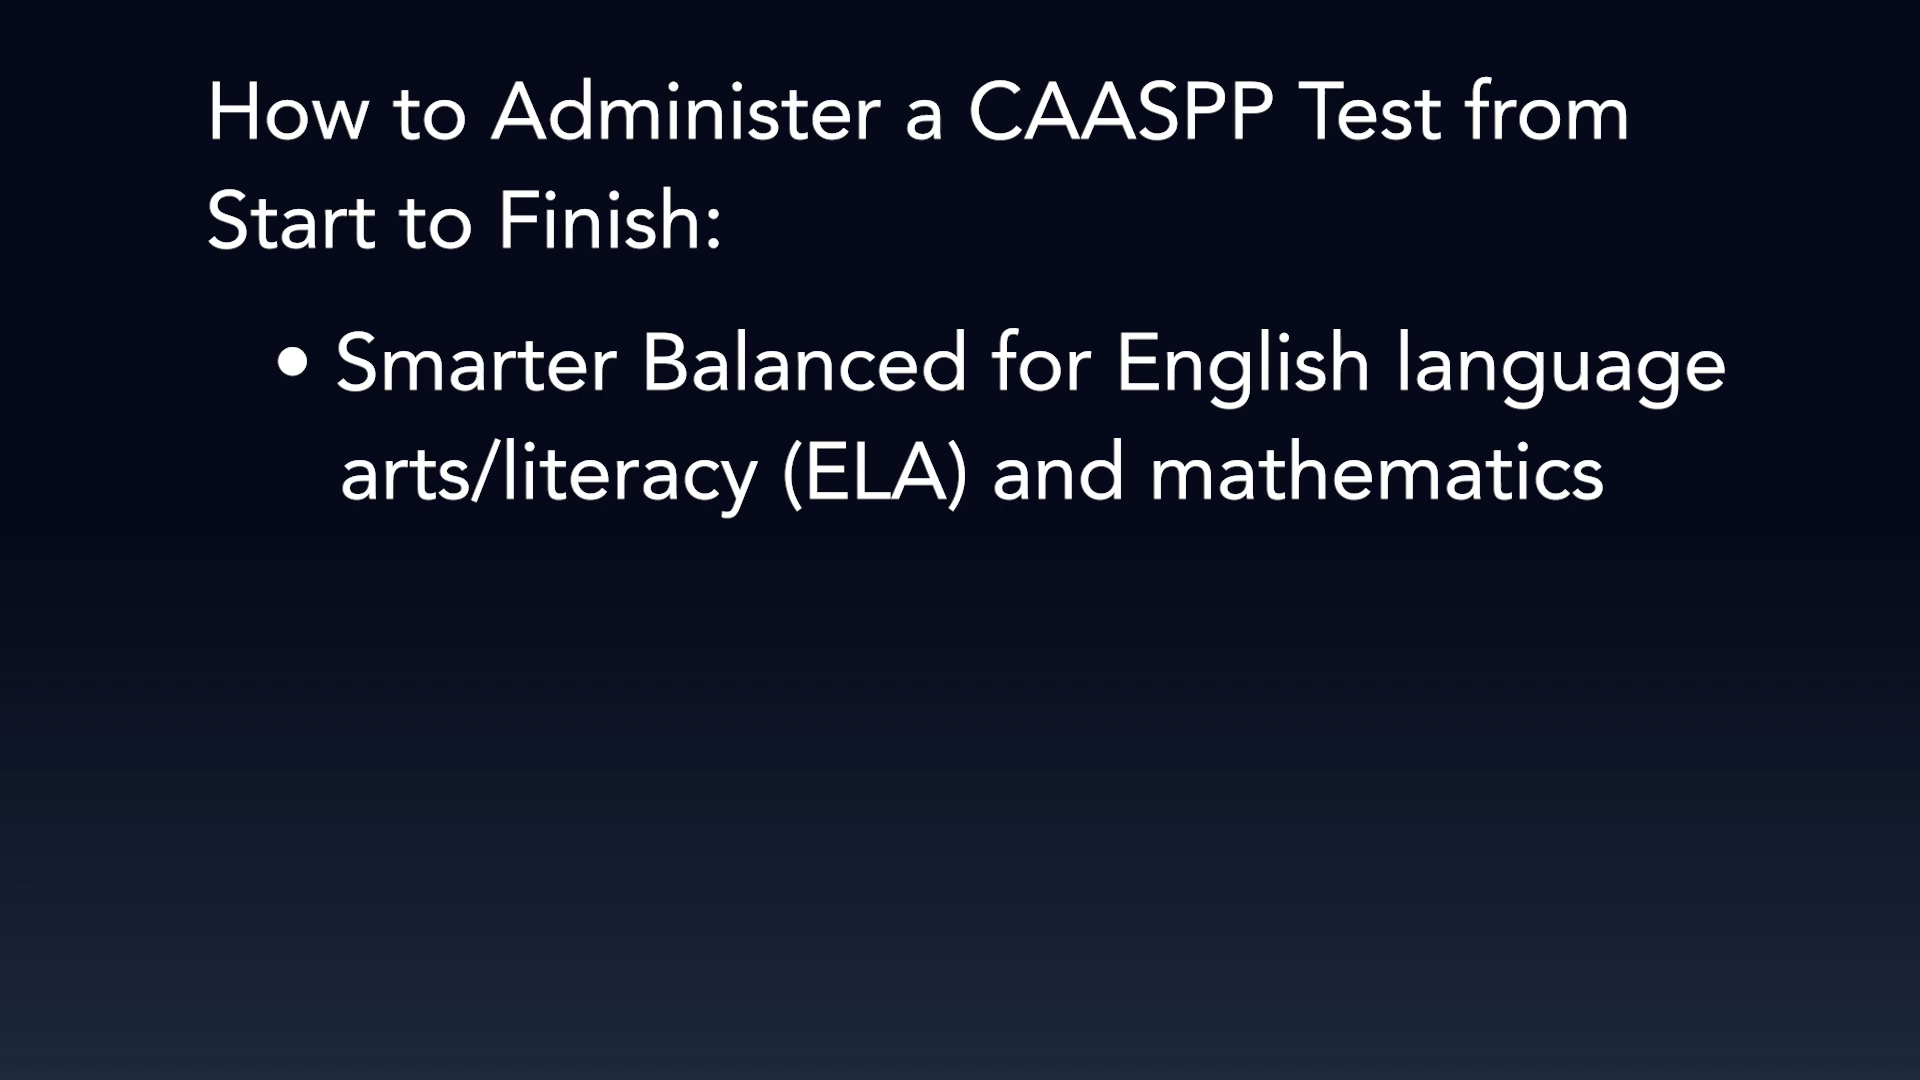 How to Administer a CAASPP Test from
Start to Finish:
• Smarter Balanced for English language
arts/literacy (ELA) and mathematics